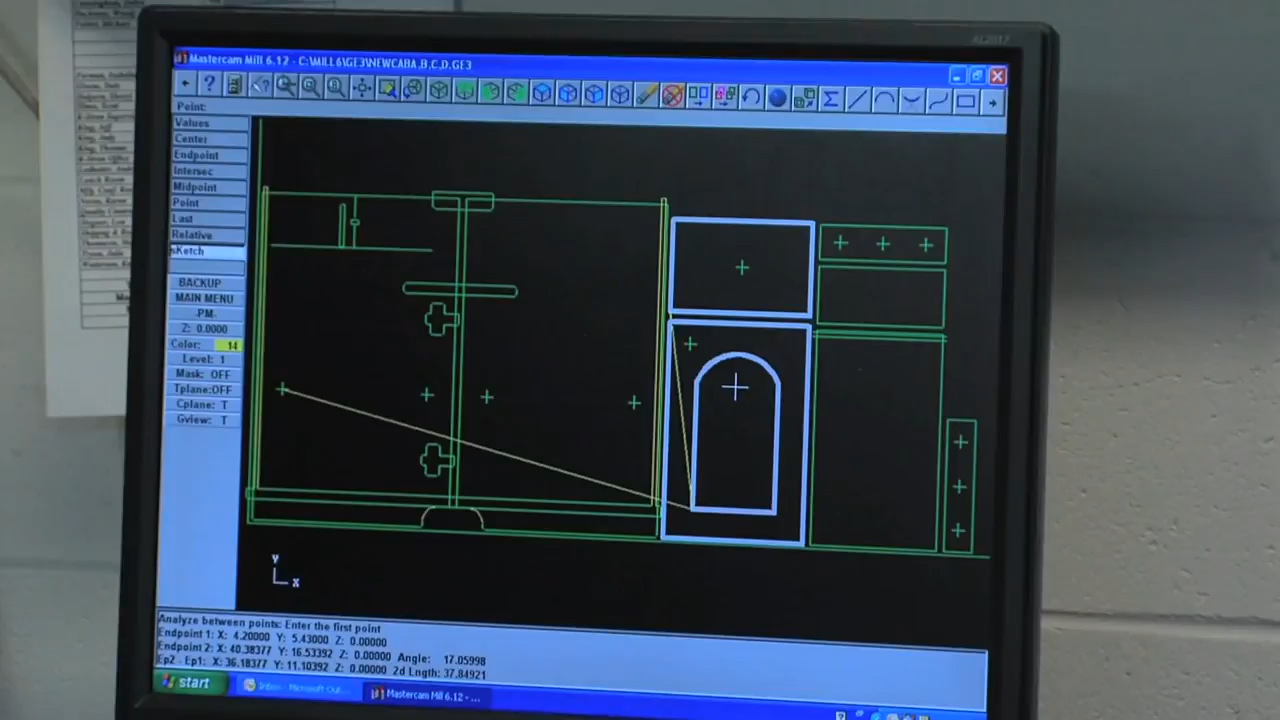 AL2017
Mastercam Mill 6.12 - C:\MILL6\GE3\NEWCABA,B,C,D.GE3
Point:
Values
Center
Endpoint
Intersec
Midpoint
Point
Last
Relative
sKetch
BACKUP
MAIN MENU
-PM-
Z: 0.0000
Color: 14
Level: 1
Mask: OFF
Tplane:OFF
Cplane: T
Gview: T
Y
X
Analyze between points: Enter the first point
Endpoint 1: X: 4.20000 Y: 5.43000 Z: 0.00000
Endpoint 2: X: 40.38377 Y: 16.53392 Z: 0.00000 Angle: 17.05998
Ep2 - Ep1: X: 36.18377 Y: 11.10392 Z: 0.00000 2d Lngth: 37.84921
start
Inbox - Microsoft Out...
Mastercam Mill 6.12 - ...